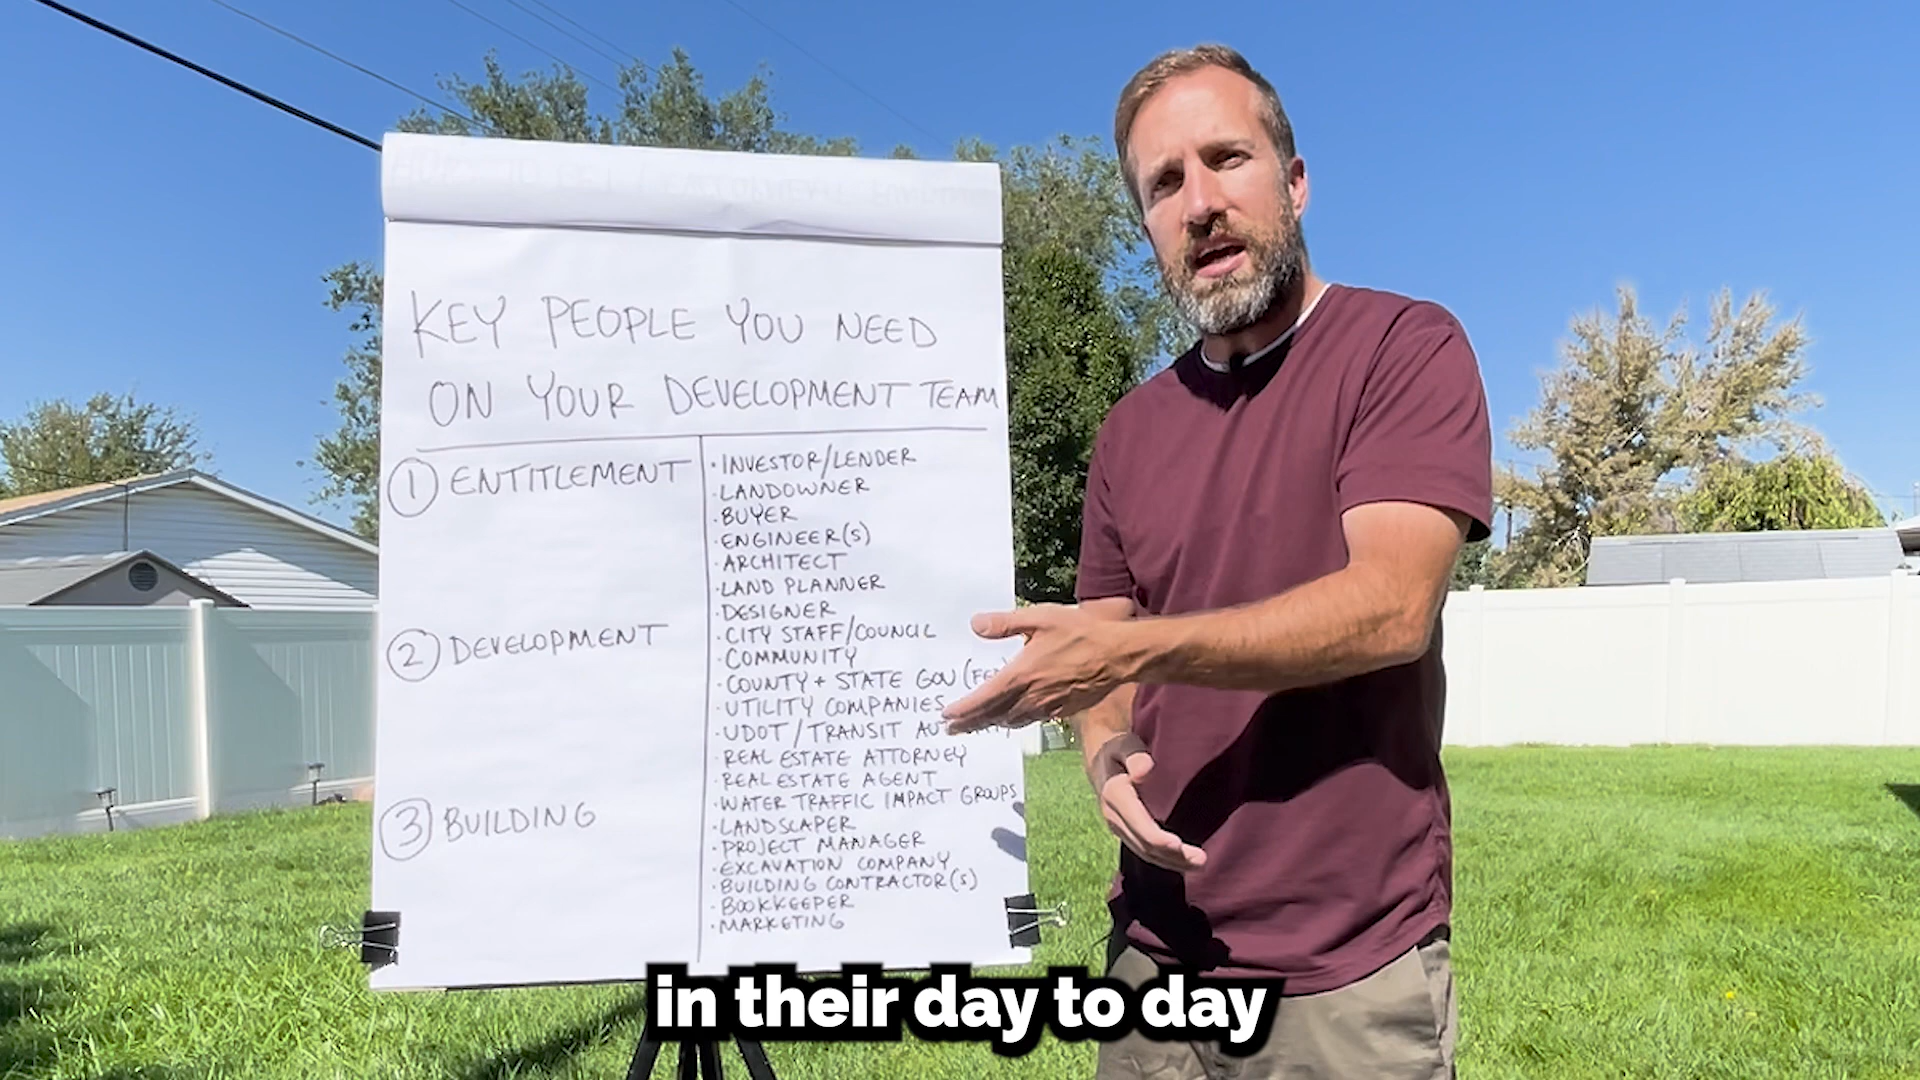 KEY PEOPLE YOU NEED
ON YOUR DEVELOPMENT TEAM
1 ENTITLEMENT
2 DEVELOPMENT
3 BUILDING
· INVESTOR/LENDER
· LANDOWNER
· BUYER
· ENGINEER(S)
· ARCHITECT
· LAND PLANNER
· DESIGNER
· CITY STAFF/COUNCIL
· COMMUNITY
· COUNTY + STATE GOV (FED)
· UTILITY COMPANIES
· UDOT / TRANSIT
· REAL ESTATE ATTORNEY
· REAL ESTATE AGENT
· WATER TRAFFIC IMPACT GROUPS
· LANDSCAPER
· PROJECT MANAGER
· EXCAVATION COMPANY
· BUILDING CONTRACTOR(S)
· BOOKKEEPER
· MARKETING
in their day to day